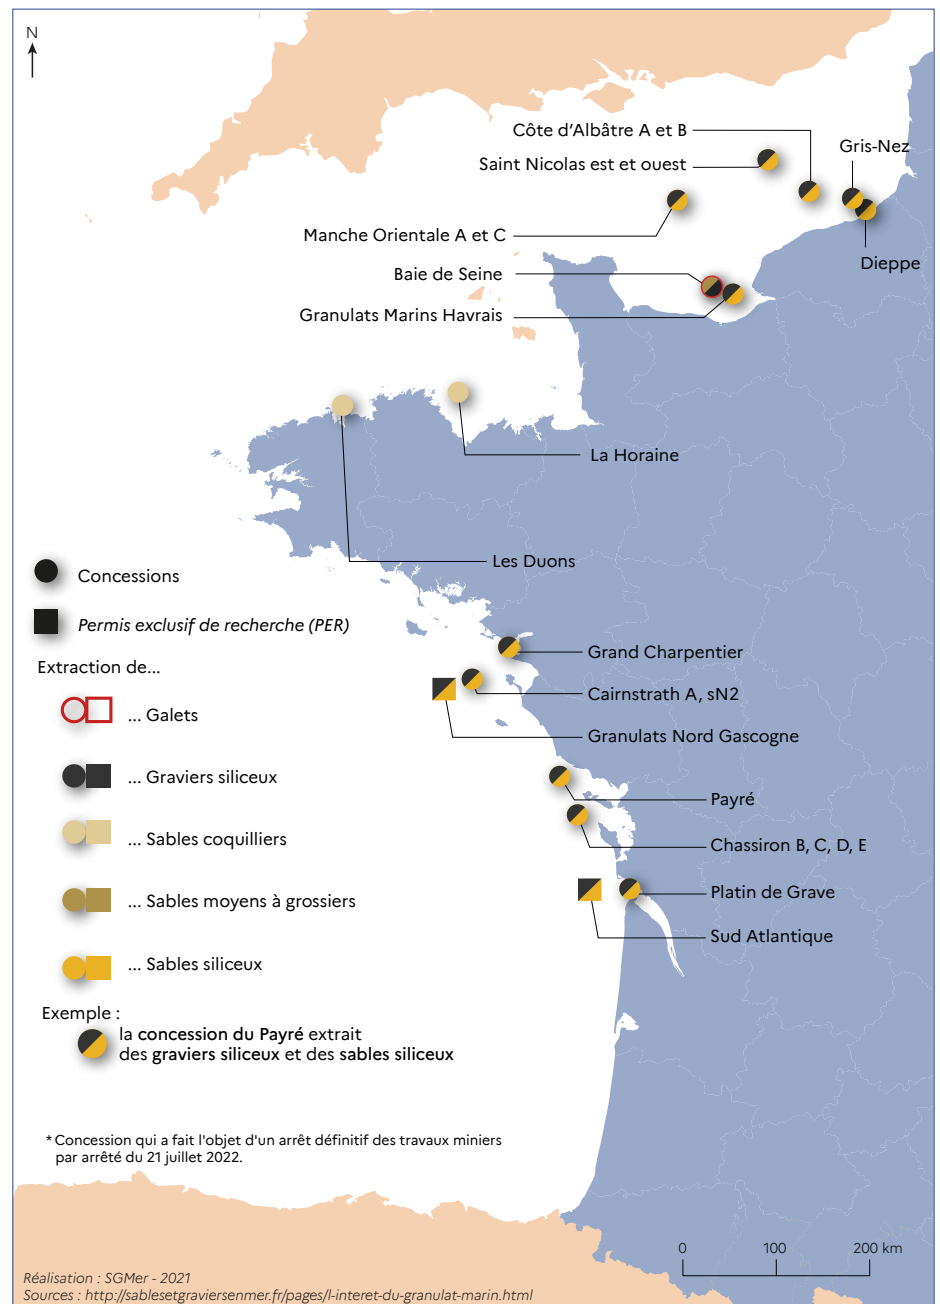 N
Côte d'Albâtre A et B
Gris-Nez
Saint Nicolas est et ouest
Manche Orientale A et C
Dieppe
Baie de Seine
Granulats Marins Havrais
La Horaine
Les Duons
Concessions
Permis exclusif de recherche (PER)
Grand Charpentier
Extraction de...
Cairnstrath A, sN2
... Galets
Granulats Nord Gascogne
... Graviers siliceux
Payré
... Sables coquilliers
Chassiron B, C, D, E
... Sables moyens à grossiers
Platin de Grave
Sud Atlantique
... Sables siliceux
Exemple :
la concession du Payré extrait
des graviers siliceux et des sables siliceux
* Concession qui a fait l'objet d'un arrêt définitif des travaux miniers
par arrêté du 21 juillet 2022.
0 100 200 km
Réalisation : SGMer - 2021
Sources : http://sablesetgraviersenmer.fr/pages/l-interet-du-granulat-marin.html